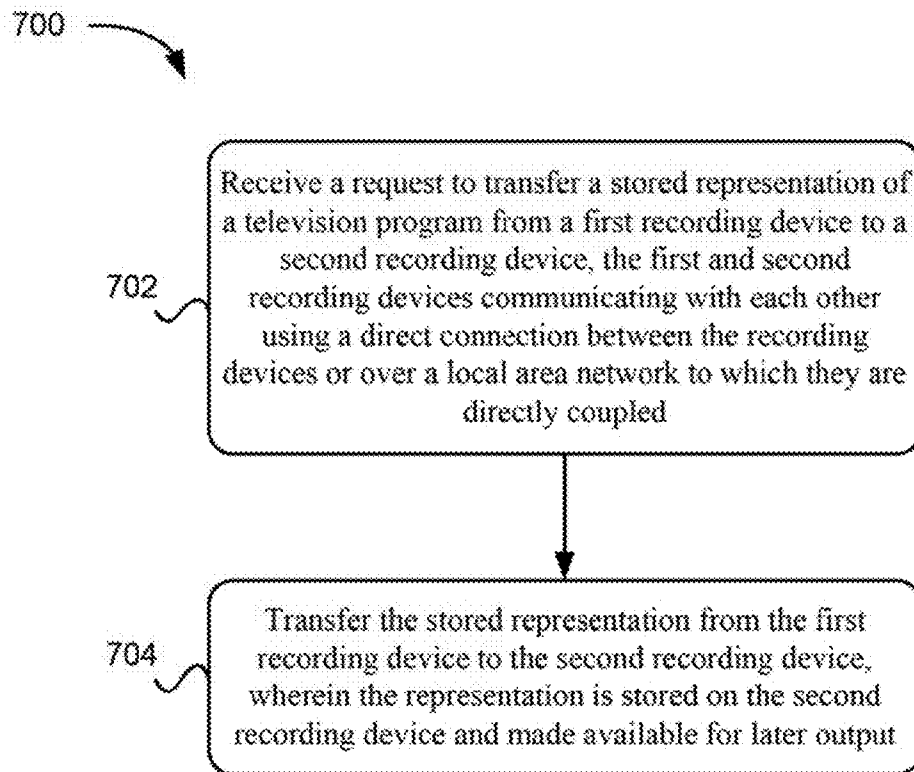 700
Receive a request to transfer a stored representation of
a television program from a first recording device to a
second recording device, the first and second
recording devices communicating with each other
using a direct connection between the recording
devices or over a local area network to which they are
directly coupled
702
Transfer the stored representation from the first
recording device to the second recording device,
wherein the representation is stored on the second
recording device and made available for later output
704